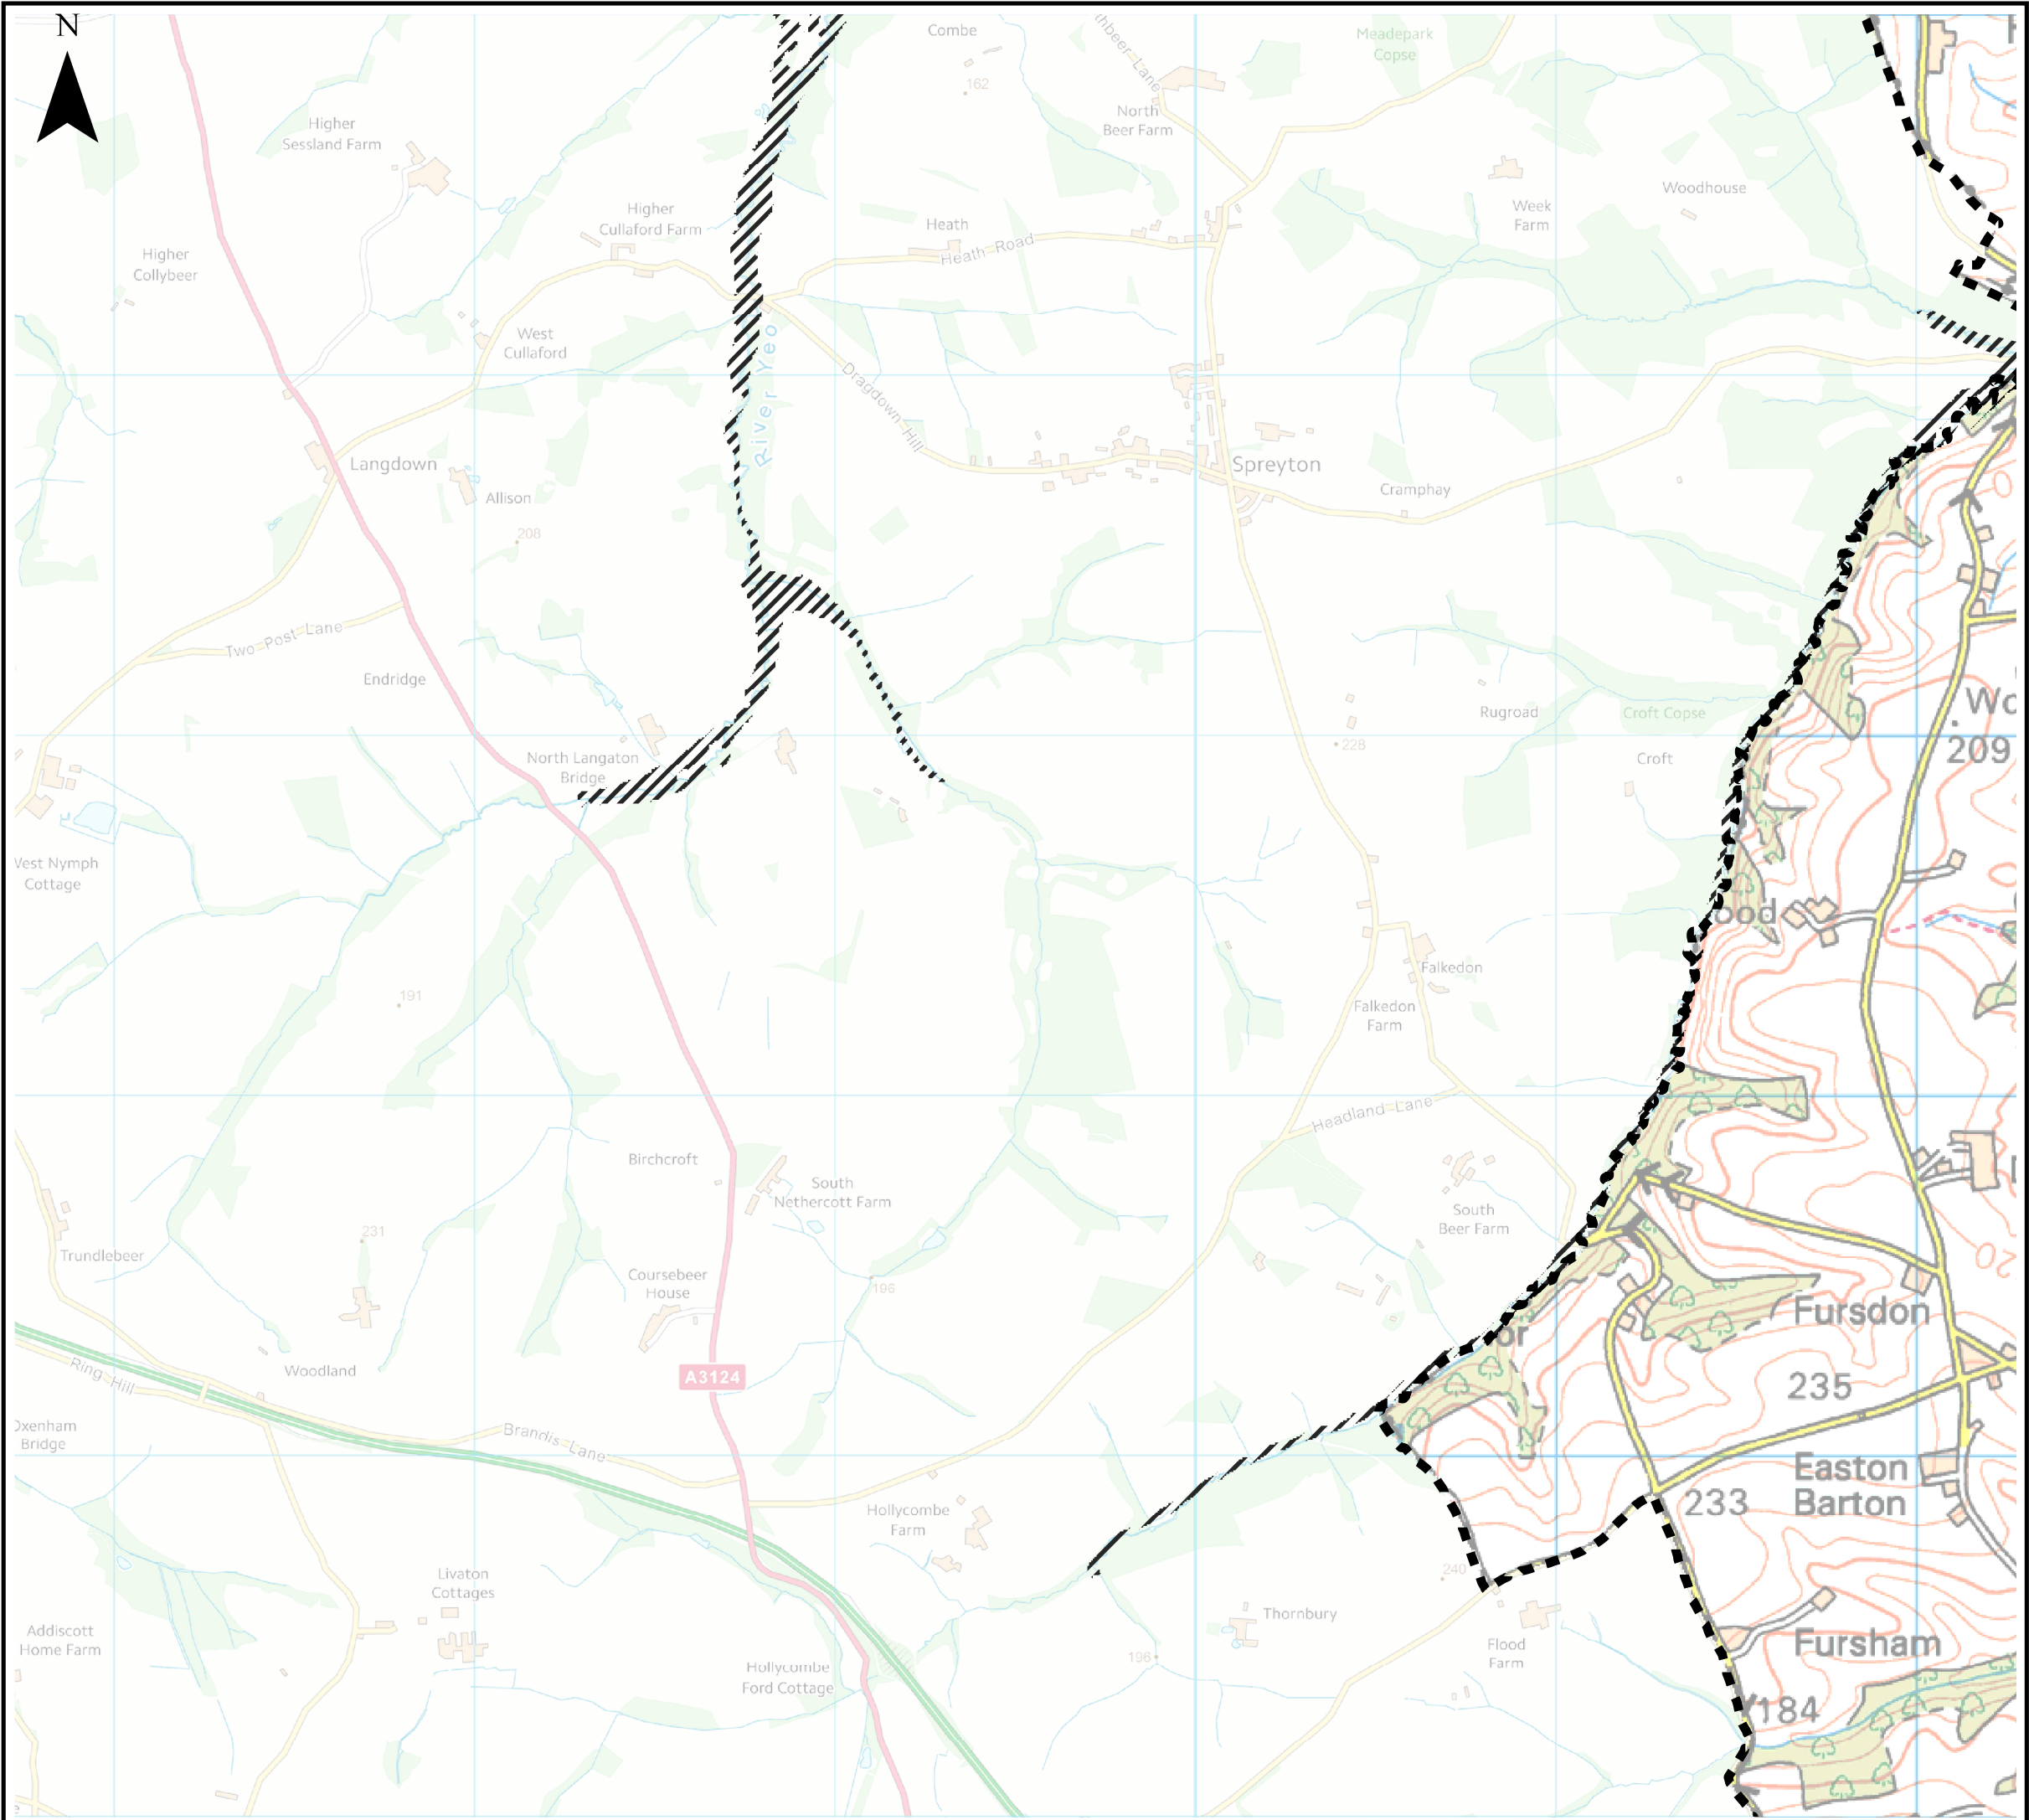 N
Combe
162
Meadepark
Copse
North
Beer Farm
Higher
Sessland Farm
Woodhouse
Week
Farm
Higher
Cullaford Farm
Heath
Heath Road
Higher
Collybeer
West
Cullaford
River Yeo
Dragdown Hill
Langdown
Spreyton
Allison
Cramphay
208
Two Post Lane
Endridge
Rugroad
Croft Copse
209
228
North Langaton
Bridge
Croft
West Nymph
Cottage
ood
Falkedon
191
Falkedon
Farm
Headland Lane
Birchcroft
South
Nethercott Farm
South
Beer Farm
231
Trundlebeer
Coursebeer
House
196
Fursdon
or
Ring Hill
Woodland
A3124
235
Oxenham
Bridge
Brandis Lane
Easton
Barton
233
Hollycombe
Farm
240
Livaton
Cottages
Thornbury
Addiscott
Home Farm
Flood
Farm
Fursham
196
Hollycombe
Ford Cottage
184